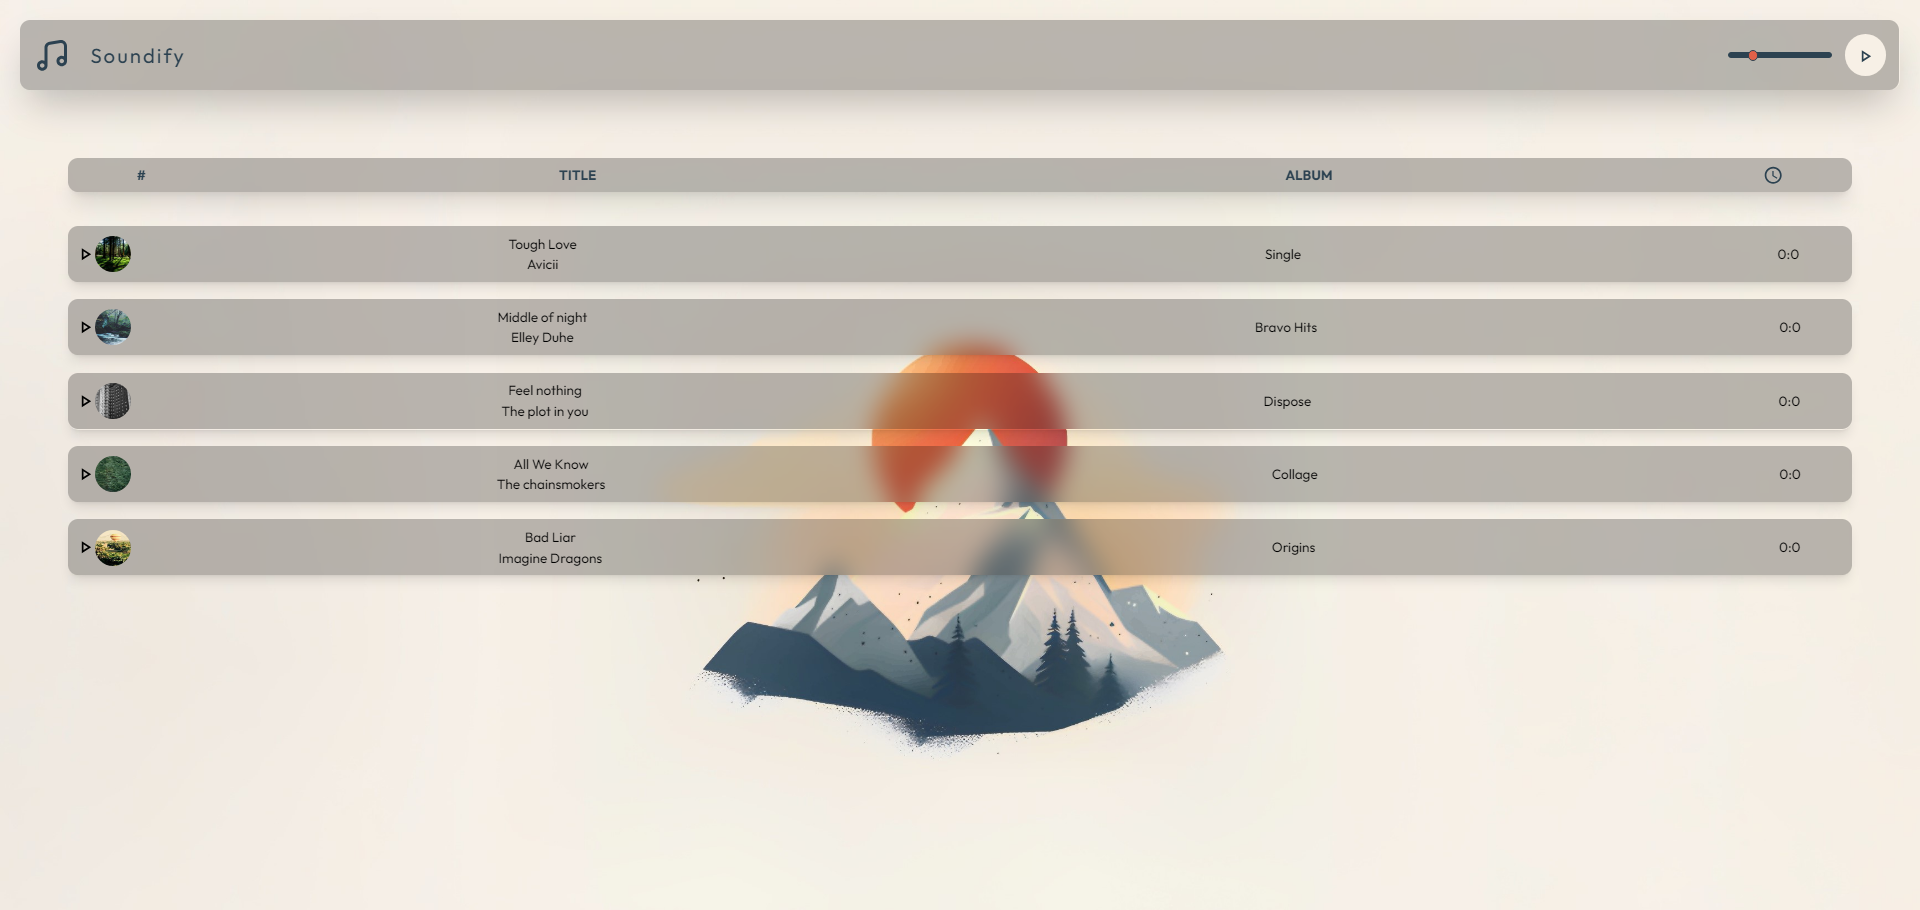 Soundify
# TITLE ALBUM
Tough Love
Avicii
Single
0:0
Middle of night
Elley Duhe
Bravo Hits
0:0
Feel nothing
The plot in you
Dispose
0:0
All We Know
The chainsmokers
Collage
0:0
Bad Liar
Imagine Dragons
Origins
0:0